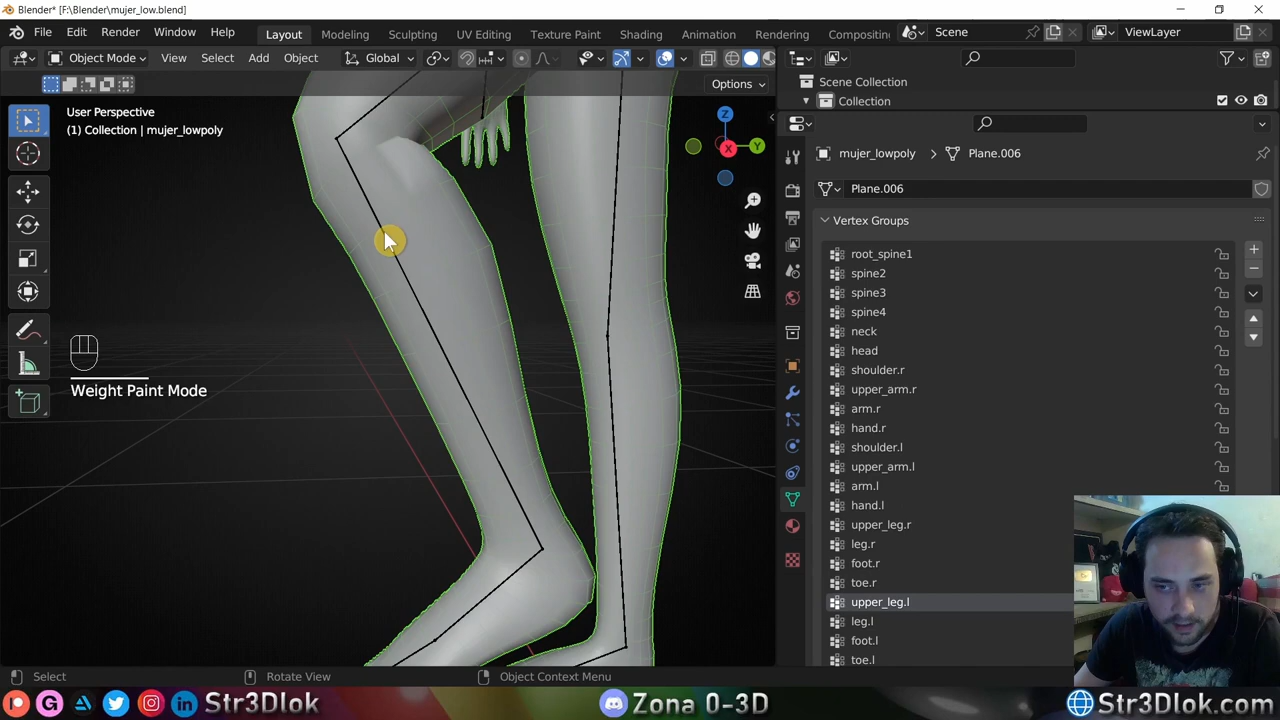 Blender* [F:\Blender\mujer_low.blend]
File Edit Render Window Help Layout Modeling Sculpting UV Editing Texture Paint Shading Animation Rendering Compositing Scene ViewLayer
Object Mode View Select Add Object Global
Options
User Perspective
(1) Collection | mujer_lowpoly
Z
Y
X
Weight Paint Mode
Scene Collection
Collection
mujer_lowpoly > Plane.006
Plane.006
Vertex Groups
root_spine1
spine2
spine3
spine4
neck
head
shoulder.r
upper_arm.r
arm.r
hand.r
shoulder.l
upper_arm.l
arm.l
hand.l
upper_leg.r
leg.r
foot.r
toe.r
upper_leg.l
leg.l
foot.l
toe.l
Select Rotate View Object Context Menu
Str3Dlok Zona 0-3D Str3Dlok.com